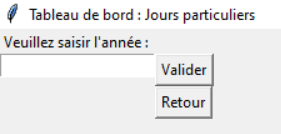 Tableau de bord : Jours particuliers
Veuillez saisir l'année :
Valider
Retour